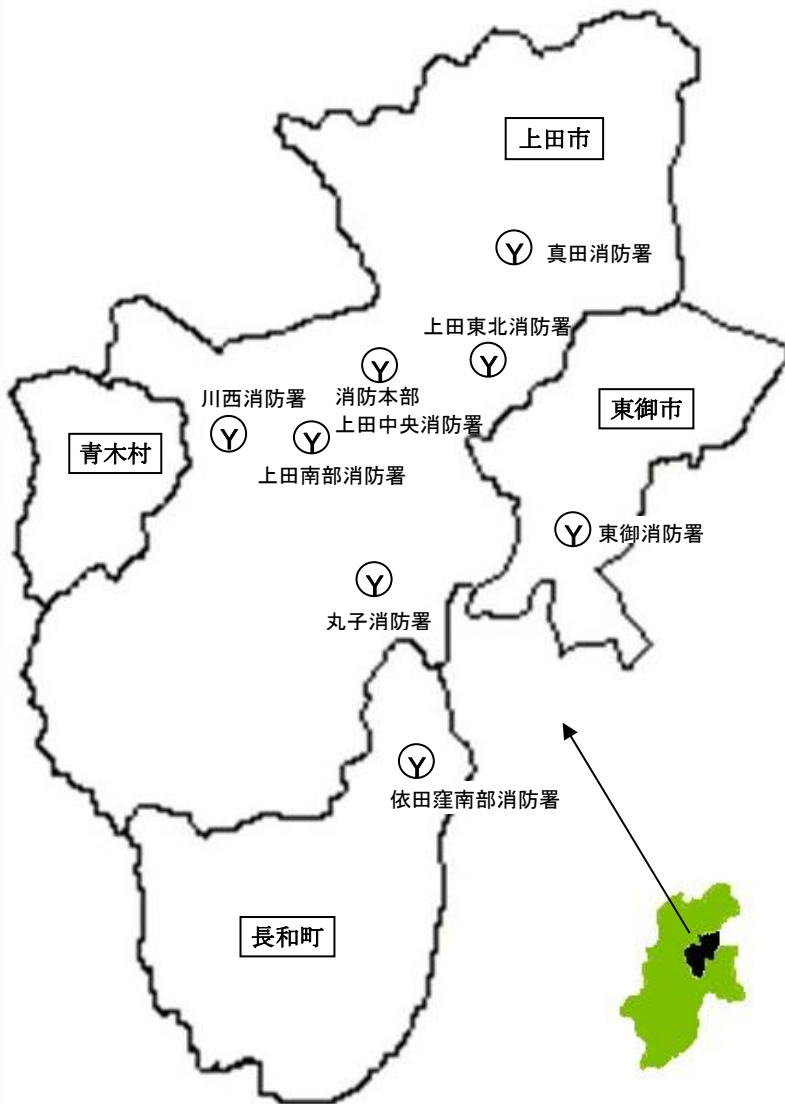 上田市
真田消防署
上田東北消防署
川西消防署
消防本部
上田中央消防署
東御市
青木村
上田南部消防署
東御消防署
丸子消防署
依田窪南部消防署
長和町